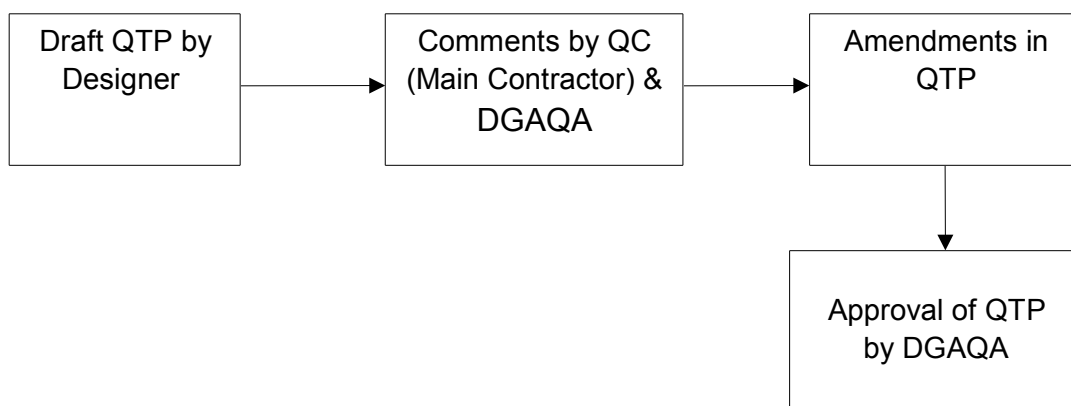 Draft QTP by
Designer
Comments by QC
(Main Contractor) &
DGAQA
Amendments in
QTP
Approval of QTP
by DGAQA